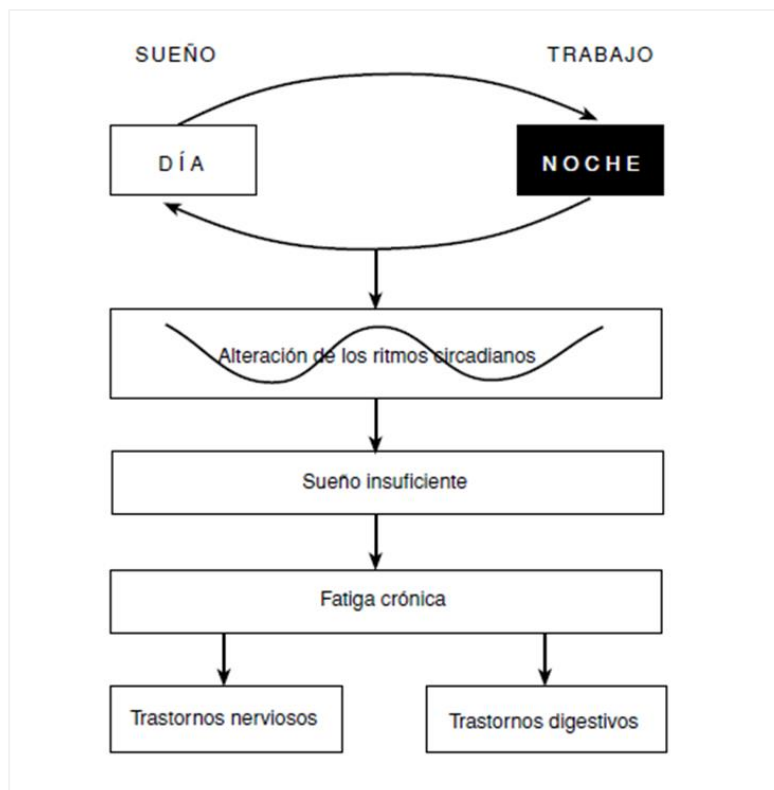 SUEÑO
TRABAJO
DÍA
NOCHE
Alteración de los ritmos circadianos
Sueño insuficiente
Fatiga crónica
Trastornos nerviosos
Trastornos digestivos